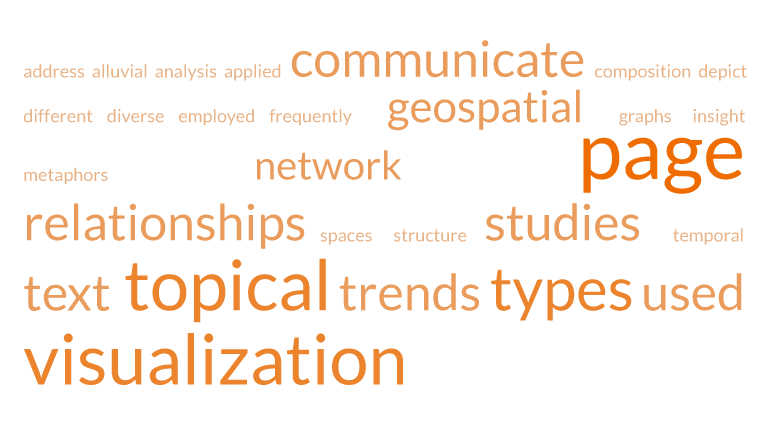 address alluvial analysis applied communicate composition depict
different diverse employed frequently geospatial graphs insight
metaphors network page
relationships spaces structure studies temporal
text topical trends types used
visualization